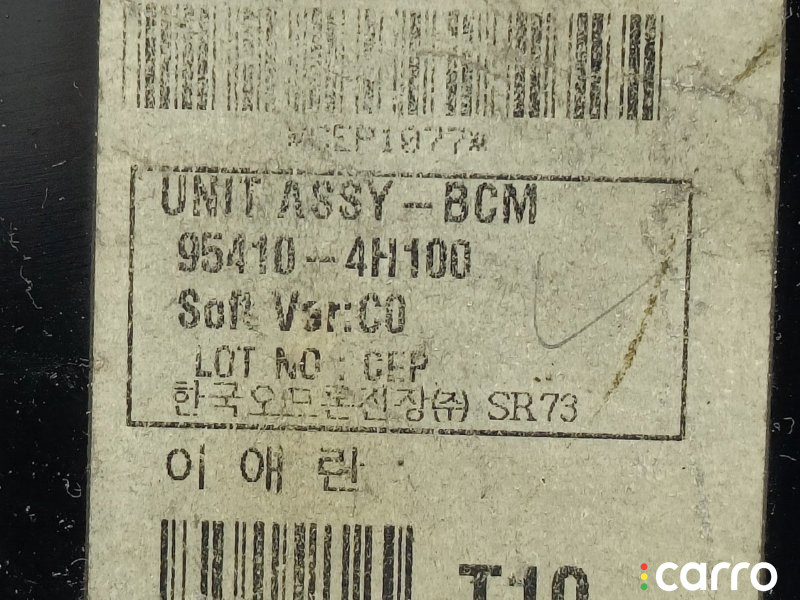 *CEP1077*
UNIT ASSY-BCM
95410-4H100
Soft Ver:C0
LOT NO : CEP
한국오므론전장(주) SR73
이 애 란
T10
carro